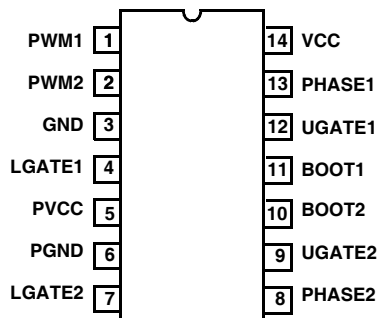 PWM1 1 14 VCC
PWM2 2 13 PHASE1
GND 3 12 UGATE1
LGATE1 4 11 BOOT1
PVCC 5 10 BOOT2
PGND 6 9 UGATE2
LGATE2 7 8 PHASE2